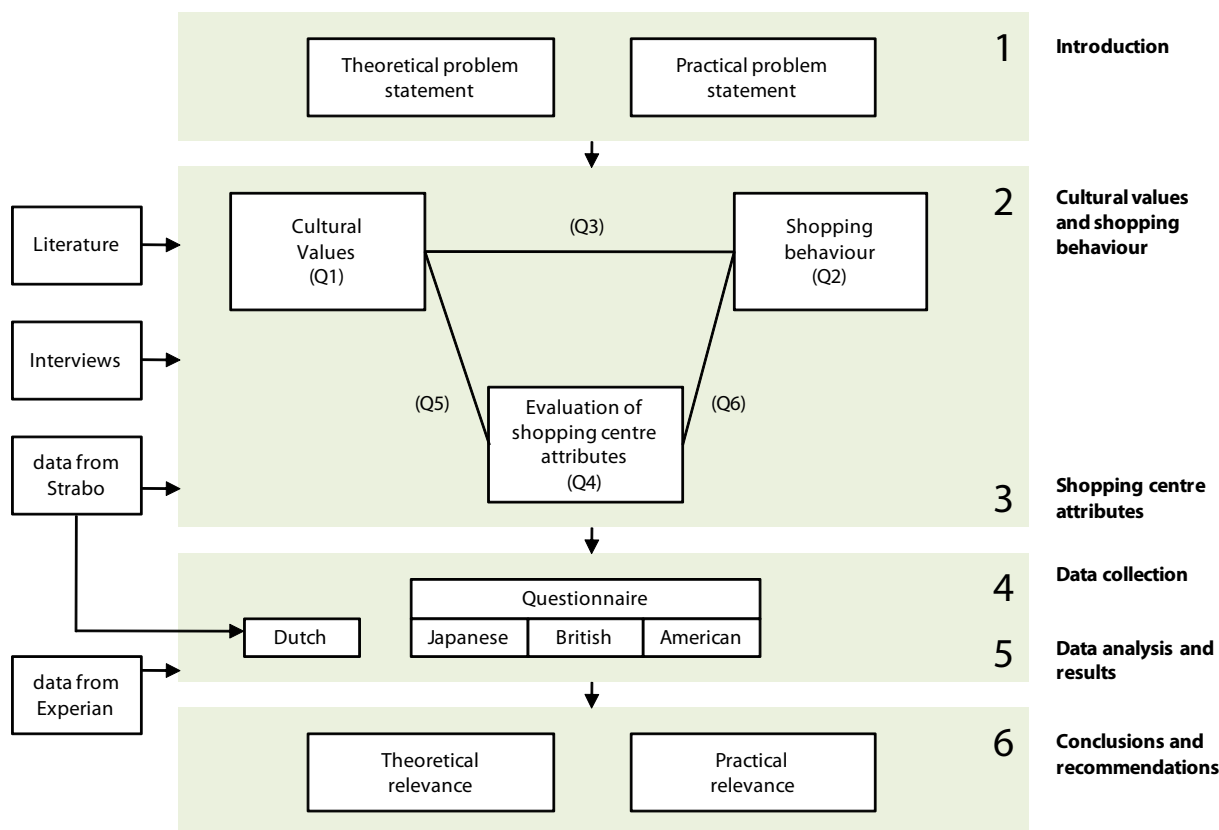 1
Introduction
Theoretical problem
statement
Practical problem
statement
2
Cultural values
and shopping
behaviour
Literature
Interviews
data from
Strabo
Cultural
Values
(Q1)
(Q3)
Shopping
behaviour
(Q2)
(Q5)
(Q6)
Evaluation of
shopping centre
attributes
(Q4)
3
Shopping centre
attributes
4
Data collection
Questionnaire
Dutch
Japanese
British
American
5
Data analysis and
results
data from
Experian
6
Conclusions and
recommendations
Theoretical
relevance
Practical
relevance